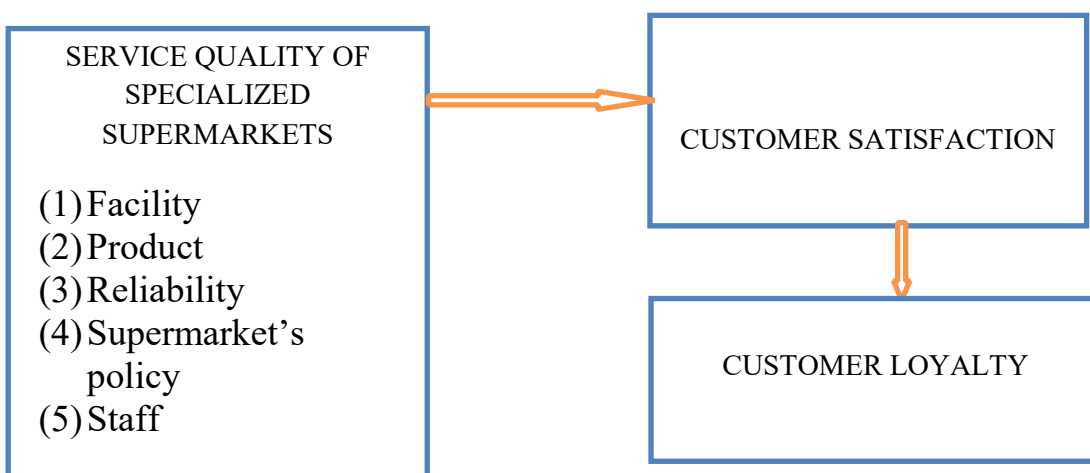 SERVICE QUALITY OF
SPECIALIZED
SUPERMARKETS
(1) Facility
(2) Product
(3) Reliability
(4) Supermarket’s
policy
(5) Staff
CUSTOMER SATISFACTION
CUSTOMER LOYALTY